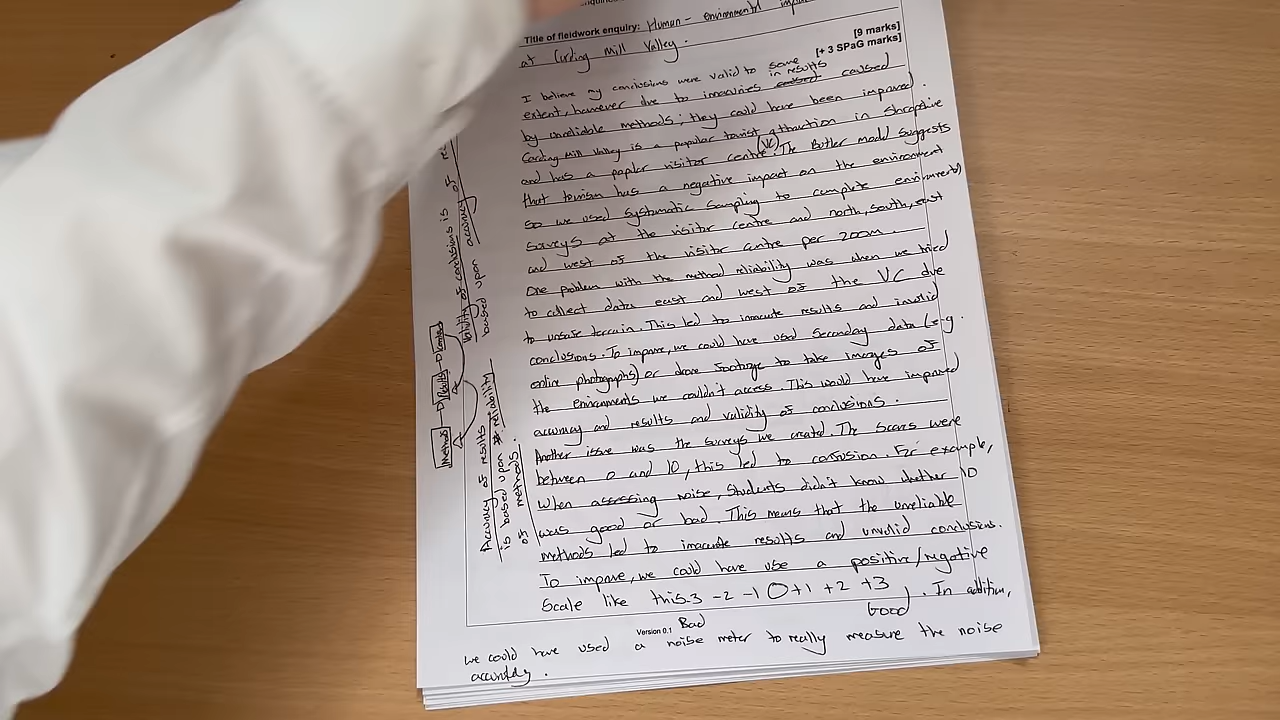 Title of fieldwork enquiry: Human - environmental
at Carding Mill Valley.
[9 marks]
[+ 3 SPaG marks]
I believe my conclusions were valid to some
extent, however due to in results caused
by unreliable methods; they could have been improved.
Carding Mill Valley is a popular tourist attraction in Shropshire
and has a popular visitor centre (VC). The Butler model suggests
that tourism has a negative impact on the environment
so we used systematic sampling to complete environmental
surveys at the visitor centre and north, south, east
and west of the visitor centre per 200m.
One problem with the method reliability was when we tried
to collect data east and west of the VC due
to unsafe terrain. This led to results and invalid
conclusions. To improve, we could have used secondary data (e.g.
online photographs) or drone footage to take images of
the environments we couldn't access. This would have improved
accuracy and results and validity of conclusions.
Another issue was the surveys we created. The scores were
between 0 and 10, this led to confusion. For example,
when assessing noise, students didn't know whether 10
was good or bad. This means that the unreliable
methods led to results and unvalid conclusions.
To improve, we could have use a positive/negative
scale like this -3 -2 -1 0 +1 +2 +3
Bad Good ). In addition,
Version 0.1
we could have used a noise meter to really measure the noise
Method → Results →
bility of conclusions is
based upon accuracy of
Accuracy of results
is based upon reliability
of methods.